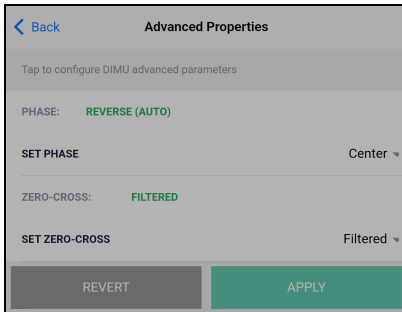 Back
Advanced Properties
Tap to configure DIMU advanced parameters
PHASE: REVERSE (AUTO)
SET PHASE Center
ZERO-CROSS: FILTERED
SET ZERO-CROSS Filtered
REVERT APPLY